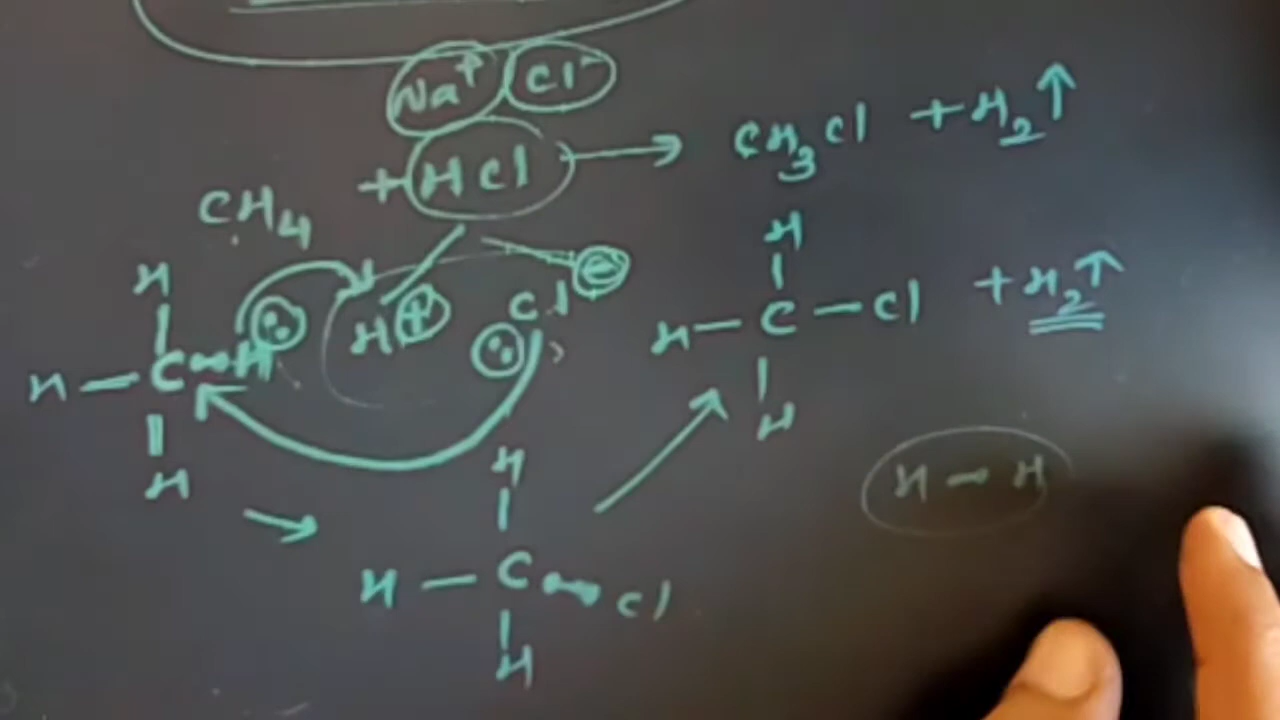 Na⁺ Cl⁻
CH₄ + HCl → CH₃Cl + H₂↑
H
H – C – H
H
H⊕ Cl⊖
→
H
H – C – Cl
H
→
H
H – C – Cl + H₂↑
H
H – H